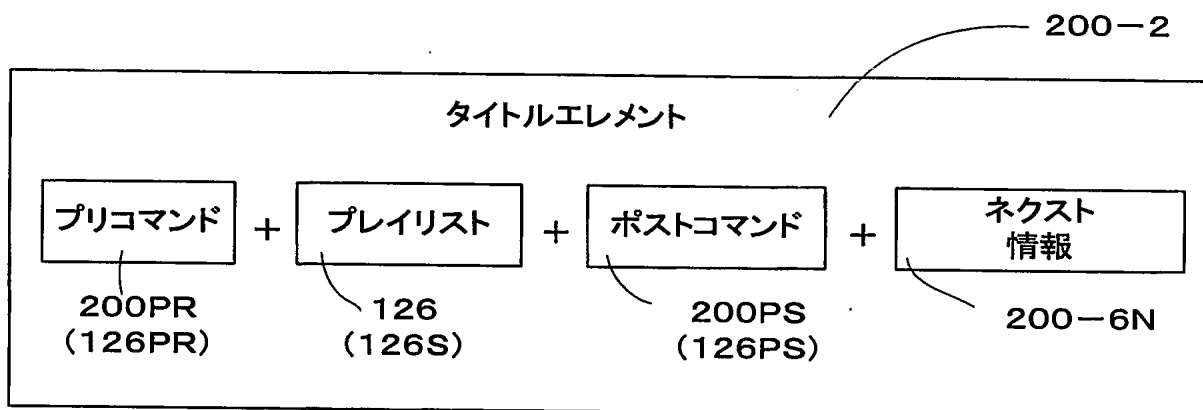 200-2
タイトルエレメント
プリコマンド + プレイリスト + ポストコマンド + ネクスト
情報
200PR 126 200PS 200-6N
(126PR) (126S) (126PS)